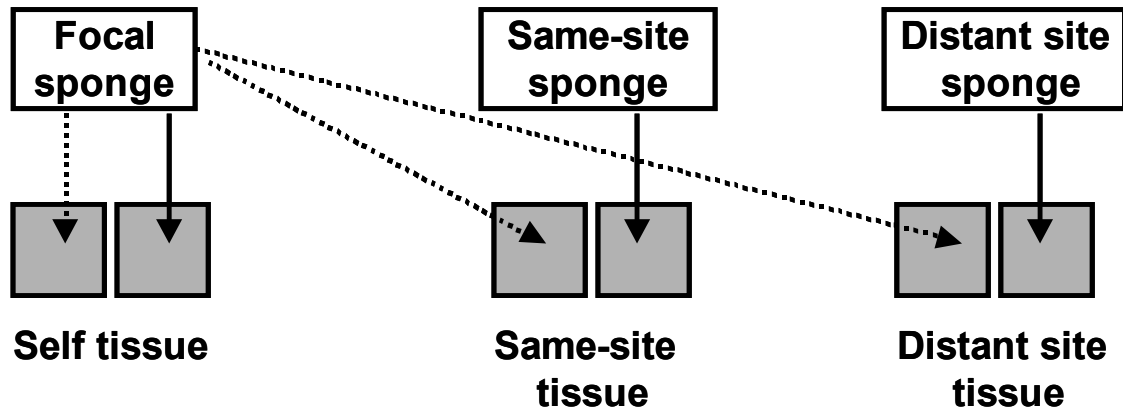 Focal
sponge
Same-site
sponge
Distant site
sponge
Self tissue
Same-site
tissue
Distant site
tissue